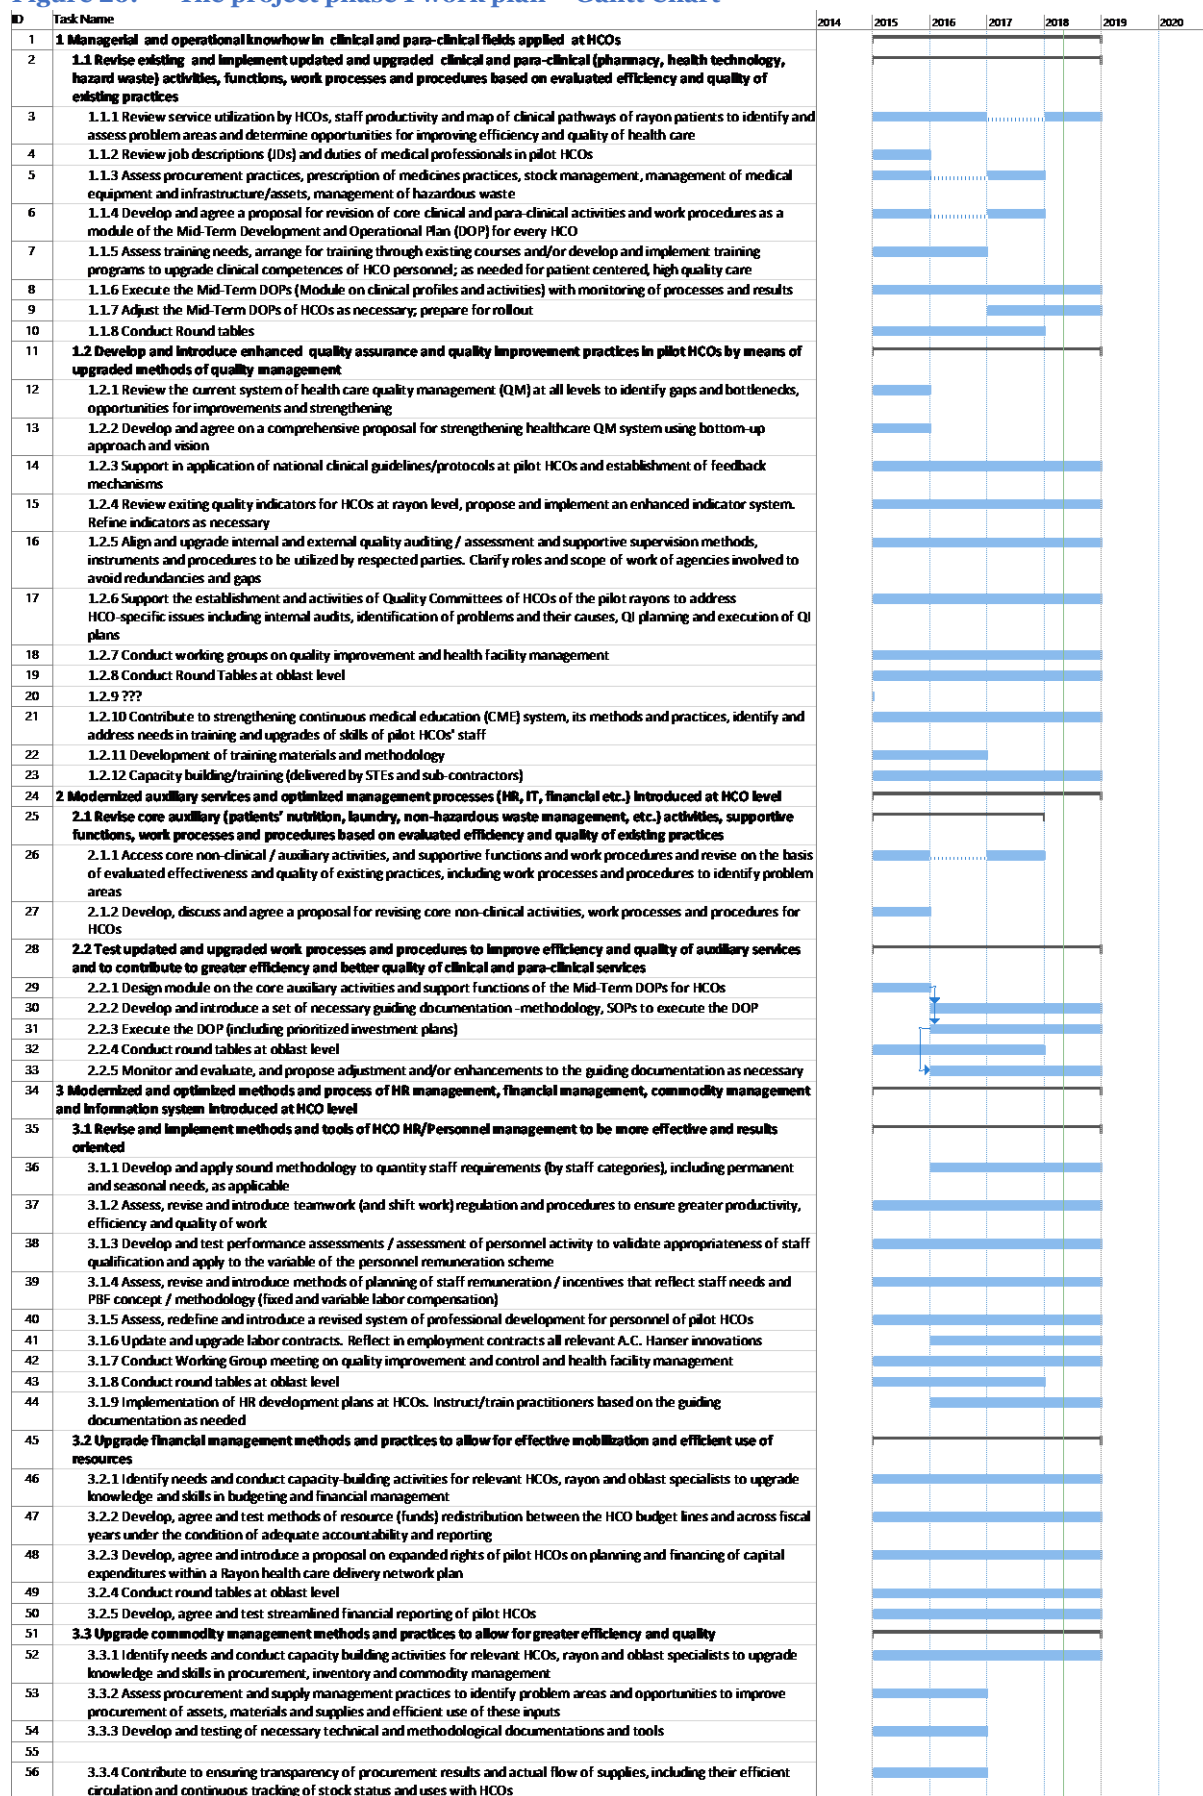 Figure 20: The project phase 1 work plan – Gantt Chart
ID Task Name 2014 2015 2016 2017 2018 2019 2020
1 1 Managerial and operational knowhow in clinical and para-clinical fields applied at HCOs
2 1.1 Revise existing and implement updated and upgraded clinical and para-clinical (pharmacy, health technology,
hazard waste) activities, functions, work processes and procedures based on evaluated efficiency and quality of
existing practices
3 1.1.1 Review service utilization by HCOs, staff productivity and map of clinical pathways of rayon patients to identify and
assess problem areas and determine opportunities for improving efficiency and quality of health care
4 1.1.2 Review job descriptions (JDs) and duties of medical professionals in pilot HCOs
5 1.1.3 Assess procurement practices, prescription of medicines practices, stock management, management of medical
equipment and infrastructure/assets, management of hazardous waste
6 1.1.4 Develop and agree a proposal for revision of core clinical and para-clinical activities and work procedures as a
module of the Mid-Term Development and Operational Plan (DOP) for every HCO
7 1.1.5 Assess training needs, arrange for training through existing courses and/or develop and implement training
programs to upgrade clinical competences of HCO personnel; as needed for patient centered, high quality care
8 1.1.6 Execute the Mid-Term DOPs (Module on clinical profiles and activities) with monitoring of processes and results
9 1.1.7 Adjust the Mid-Term DOPs of HCOs as necessary; prepare for rollout
10 1.1.8 Conduct Round tables
11 1.2 Develop and introduce enhanced quality assurance and quality improvement practices in pilot HCOs by means of
upgraded methods of quality management
12 1.2.1 Review the current system of health care quality management (QM) at all levels to identify gaps and bottlenecks,
opportunities for improvements and strengthening
13 1.2.2 Develop and agree on a comprehensive proposal for strengthening healthcare QM system using bottom-up
approach and vision
14 1.2.3 Support in application of national clinical guidelines/protocols at pilot HCOs and establishment of feedback
mechanisms
15 1.2.4 Review exiting quality indicators for HCOs at rayon level, propose and implement an enhanced indicator system.
Refine indicators as necessary
16 1.2.5 Align and upgrade internal and external quality auditing / assessment and supportive supervision methods,
instruments and procedures to be utilized by respected parties. Clarify roles and scope of work of agencies involved to
avoid redundancies and gaps
17 1.2.6 Support the establishment and activities of Quality Committees of HCOs of the pilot rayons to address
HCO-specific issues including internal audits, identification of problems and their causes, QI planning and execution of QI
plans
18 1.2.7 Conduct working groups on quality improvement and health facility management
19 1.2.8 Conduct Round Tables at oblast level
20 1.2.9 ???
21 1.2.10 Contribute to strengthening continuous medical education (CME) system, its methods and practices, identify and
address needs in training and upgrades of skills of pilot HCOs' staff
22 1.2.11 Development of training materials and methodology
23 1.2.12 Capacity building/training (delivered by STEs and sub-contractors)
24 2 Modernized auxiliary services and optimized management processes (HR, IT, financial etc.) introduced at HCO level
25 2.1 Revise core auxiliary (patients' nutrition, laundry, non-hazardous waste management, etc.) activities, supportive
functions, work processes and procedures based on evaluated efficiency and quality of existing practices
26 2.1.1 Access core non-clinical / auxiliary activities, and supportive functions and work procedures and revise on the basis
of evaluated effectiveness and quality of existing practices, including work processes and procedures to identify problem
areas
27 2.1.2 Develop, discuss and agree a proposal for revising core non-clinical activities, work processes and procedures for
HCOs
28 2.2 Test updated and upgraded work processes and procedures to improve efficiency and quality of auxiliary services
and to contribute to greater efficiency and better quality of clinical and para-clinical services
29 2.2.1 Design module on the core auxiliary activities and support functions of the Mid-Term DOPs for HCOs
30 2.2.2 Develop and introduce a set of necessary guiding documentation -methodology, SOPs to execute the DOP
31 2.2.3 Execute the DOP (including prioritized investment plans)
32 2.2.4 Conduct round tables at oblast level
33 2.2.5 Monitor and evaluate, and propose adjustment and/or enhancements to the guiding documentation as necessary
34 3 Modernized and optimized methods and process of HR management, financial management, commodity management
and information system introduced at HCO level
35 3.1 Revise and implement methods and tools of HCO HR/Personnel management to be more effective and results
oriented
36 3.1.1 Develop and apply sound methodology to quantity staff requirements (by staff categories), including permanent
and seasonal needs, as applicable
37 3.1.2 Assess, revise and introduce teamwork (and shift work) regulation and procedures to ensure greater productivity,
efficiency and quality of work
38 3.1.3 Develop and test performance assessments / assessment of personnel activity to validate appropriateness of staff
qualification and apply to the variable of the personnel remuneration scheme
39 3.1.4 Assess, revise and introduce methods of planning of staff remuneration / incentives that reflect staff needs and
PBF concept / methodology (fixed and variable labor compensation)
40 3.1.5 Assess, redefine and introduce a revised system of professional development for personnel of pilot HCOs
41 3.1.6 Update and upgrade labor contracts. Reflect in employment contracts all relevant A.C. Hanser innovations
42 3.1.7 Conduct Working Group meeting on quality improvement and control and health facility management
43 3.1.8 Conduct round tables at oblast level
44 3.1.9 Implementation of HR development plans at HCOs. Instruct/train practitioners based on the guiding
documentation as needed
45 3.2 Upgrade financial management methods and practices to allow for effective mobilization and efficient use of
resources
46 3.2.1 Identify needs and conduct capacity-building activities for relevant HCOs, rayon and oblast specialists to upgrade
knowledge and skills in budgeting and financial management
47 3.2.2 Develop, agree and test methods of resource (funds) redistribution between the HCO budget lines and across fiscal
years under the condition of adequate accountability and reporting
48 3.2.3 Develop, agree and introduce a proposal on expanded rights of pilot HCOs on planning and financing of capital
expenditures within a Rayon health care delivery network plan
49 3.2.4 Conduct round tables at oblast level
50 3.2.5 Develop, agree and test streamlined financial reporting of pilot HCOs
51 3.3 Upgrade commodity management methods and practices to allow for greater efficiency and quality
52 3.3.1 Identify needs and conduct capacity building activities for relevant HCOs, rayon and oblast specialists to upgrade
knowledge and skills in procurement, inventory and commodity management
53 3.3.2 Assess procurement and supply management practices to identify problem areas and opportunities to improve
procurement of assets, materials and supplies and efficient use of these inputs
54 3.3.3 Develop and testing of necessary technical and methodological documentations and tools
55
56 3.3.4 Contribute to ensuring transparency of procurement results and actual flow of supplies, including their efficient
circulation and continuous tracking of stock status and uses with HCOs